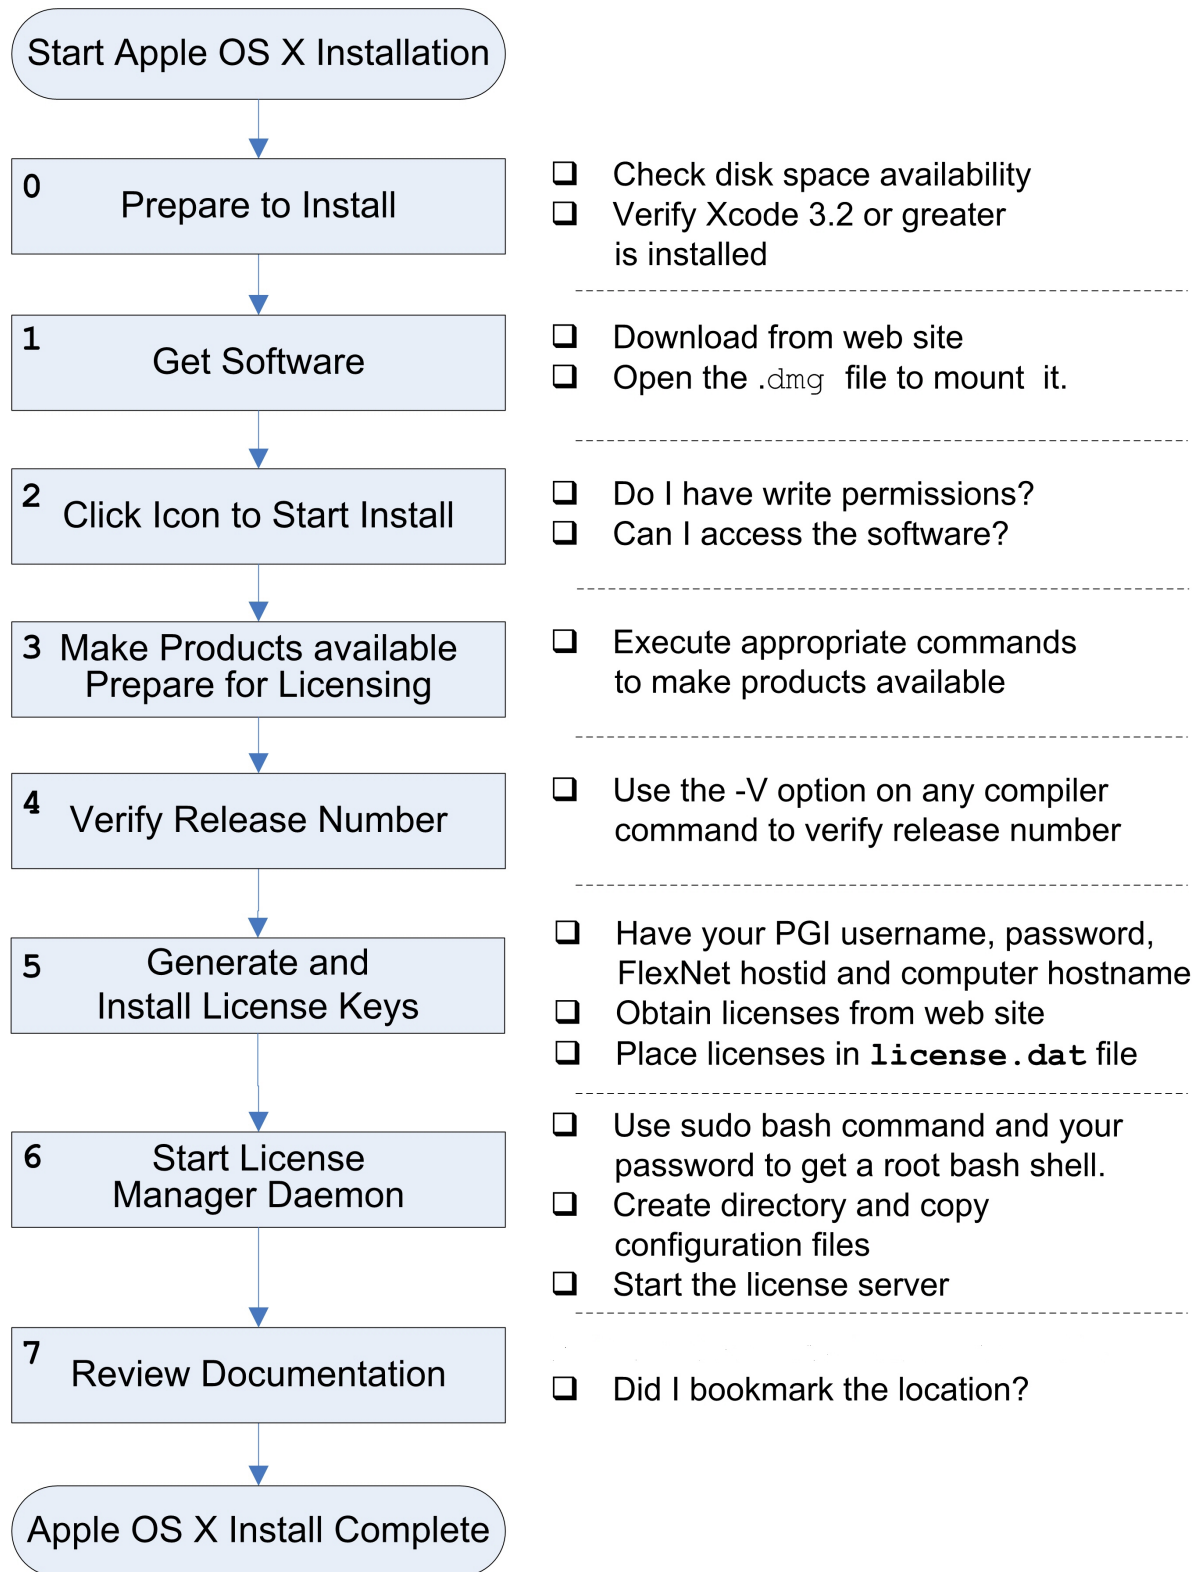 Start Apple OS X Installation
0
Prepare to Install
❑ Check disk space availability
❑ Verify Xcode 3.2 or greater
is installed
1
Get Software
❑ Download from web site
❑ Open the .dmg file to mount it.
2
Click Icon to Start Install
❑ Do I have write permissions?
❑ Can I access the software?
3 Make Products available
Prepare for Licensing
❑ Execute appropriate commands
to make products available
4
Verify Release Number
❑ Use the -V option on any compiler
command to verify release number
5
Generate and
Install License Keys
❑ Have your PGI username, password,
FlexNet hostid and computer hostname
❑ Obtain licenses from web site
❑ Place licenses in license.dat file
6
Start License
Manager Daemon
❑ Use sudo bash command and your
password to get a root bash shell.
❑ Create directory and copy
configuration files
❑ Start the license server
7
Review Documentation
❑ Did I bookmark the location?
Apple OS X Install Complete